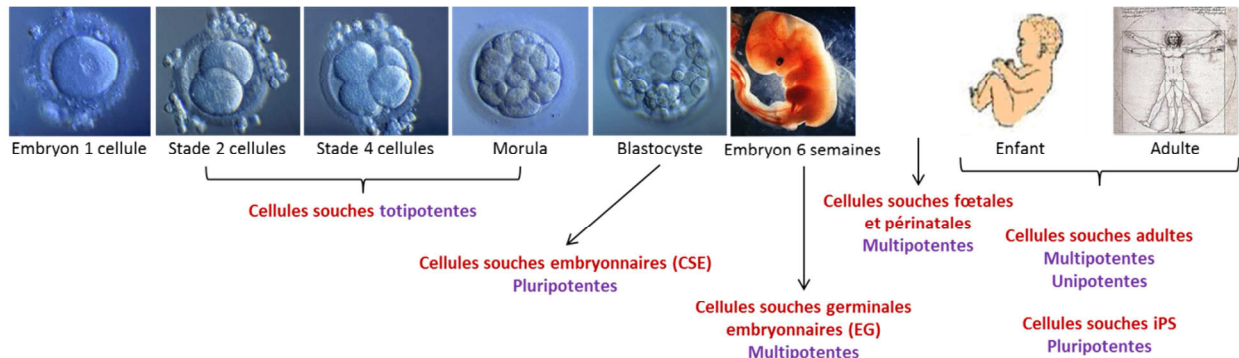 Embryon 1 cellule
Stade 2 cellules
Stade 4 cellules
Morula
Blastocyste
Embryon 6 semaines
Enfant
Adulte
Cellules souches totipotentes
Cellules souches embryonnaires (CSE)
Pluripotentes
Cellules souches germinales
embryonnaires (EG)
Multipotentes
Cellules souches fœtales
et périnatales
Multipotentes
Cellules souches adultes
Multipotentes
Unipotentes
Cellules souches iPS
Pluripotentes